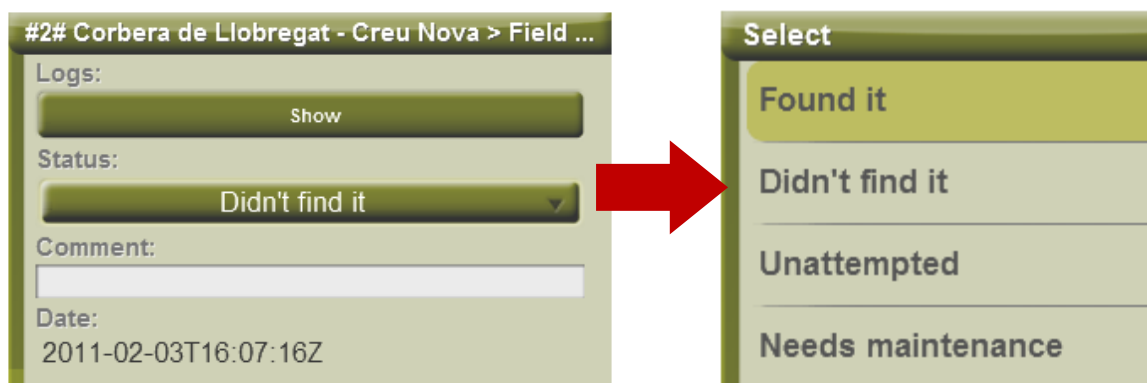 #2# Corbera de Llobregat - Creu Nova > Field ...
Logs:
Show
Status:
Didn't find it
Comment:
Date:
2011-02-03T16:07:16Z
Select
Found it
Didn't find it
Unattempted
Needs maintenance